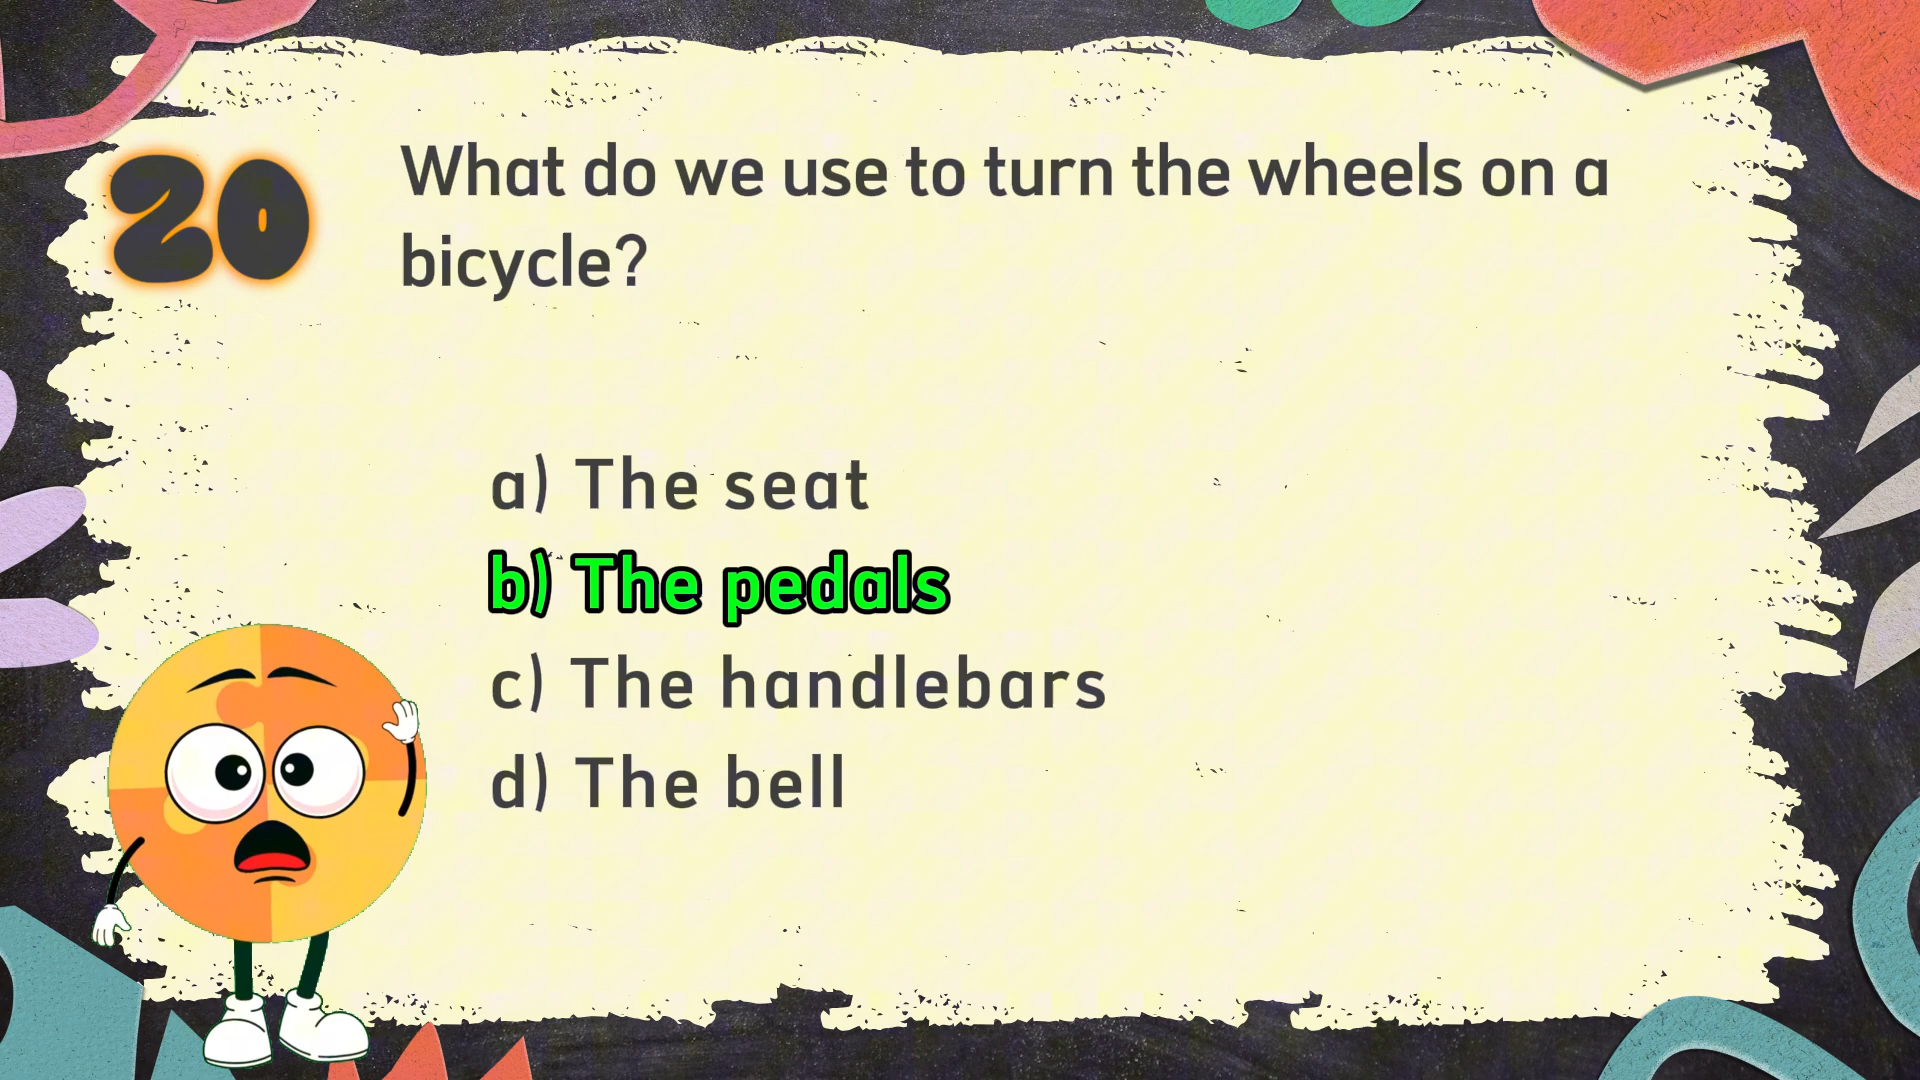 20
What do we use to turn the wheels on a
bicycle?
a) The seat
b) The pedals
c) The handlebars
d) The bell